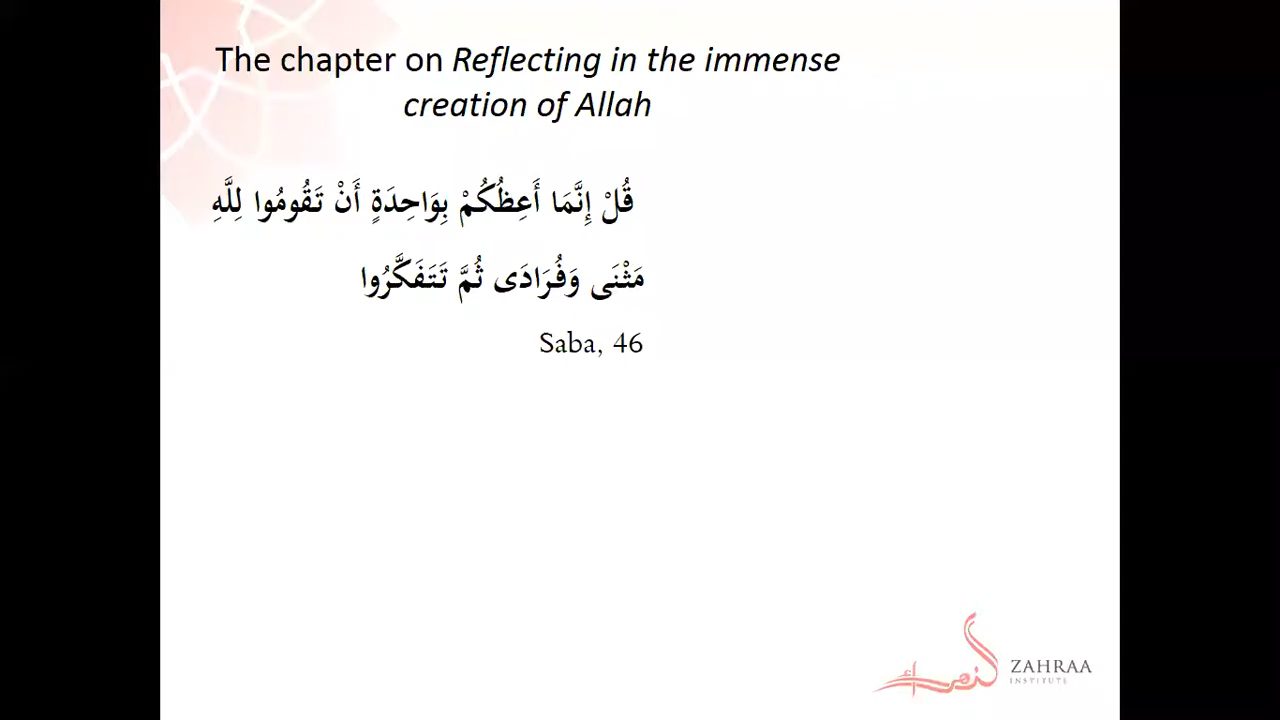 The chapter on Reflecting in the immense
creation of Allah
قُلْ إِنَّمَا أَعِظُكُمْ بِوَاحِدَةٍ أَنْ تَقُومُوا لِلَّهِ
مَثْنَى وَفُرَادَى ثُمَّ تَتَفَكَّرُوا
Saba, 46
ZAHRAA
INSTITUTE